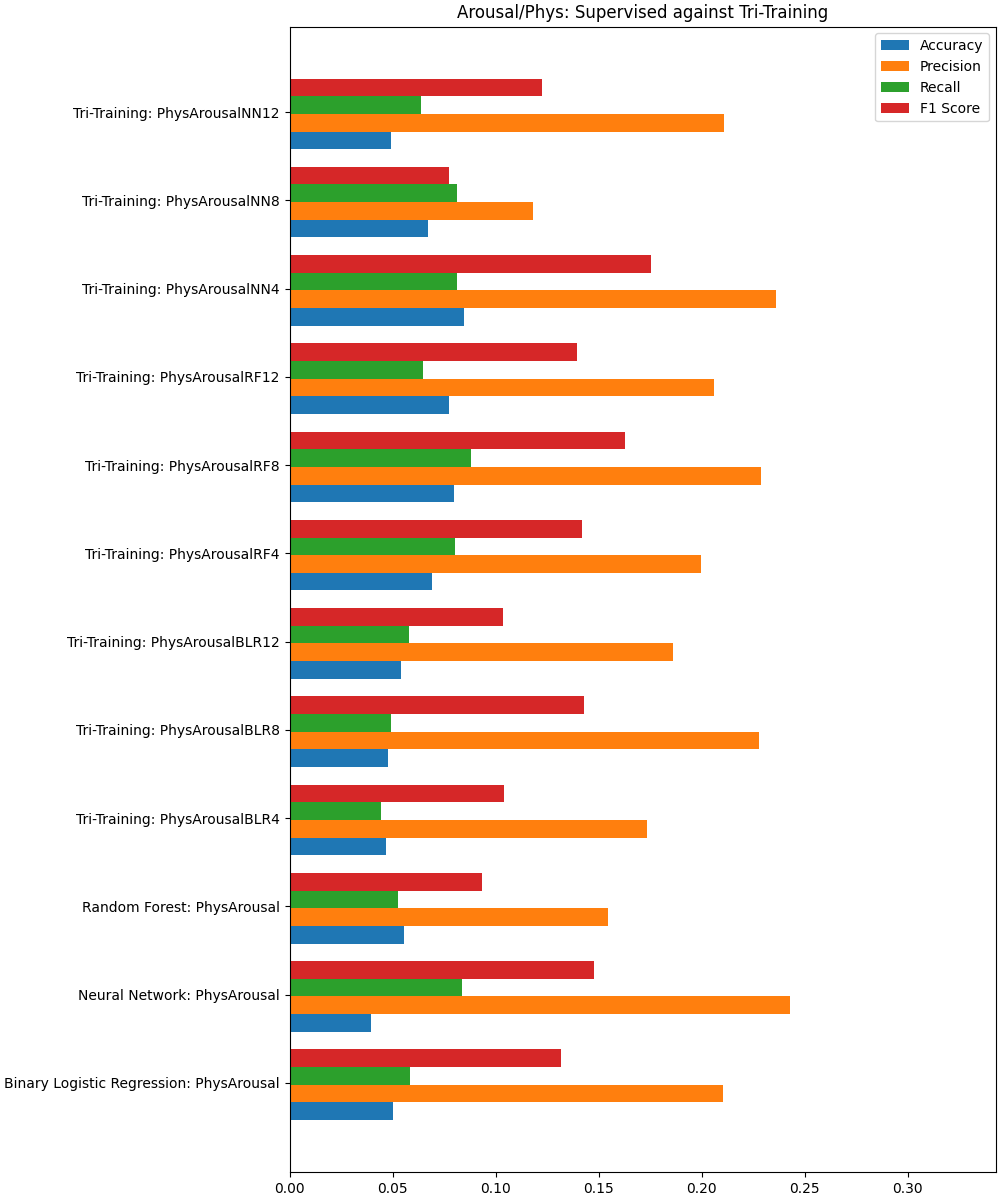 Arousal/Phys: Supervised against Tri-Training
Accuracy
Precision
Recall
F1 Score
Tri-Training: PhysArousalNN12
Tri-Training: PhysArousalNN8
Tri-Training: PhysArousalNN4
Tri-Training: PhysArousalRF12
Tri-Training: PhysArousalRF8
Tri-Training: PhysArousalRF4
Tri-Training: PhysArousalBLR12
Tri-Training: PhysArousalBLR8
Tri-Training: PhysArousalBLR4
Random Forest: PhysArousal
Neural Network: PhysArousal
Binary Logistic Regression: PhysArousal
0.00 0.05 0.10 0.15 0.20 0.25 0.30